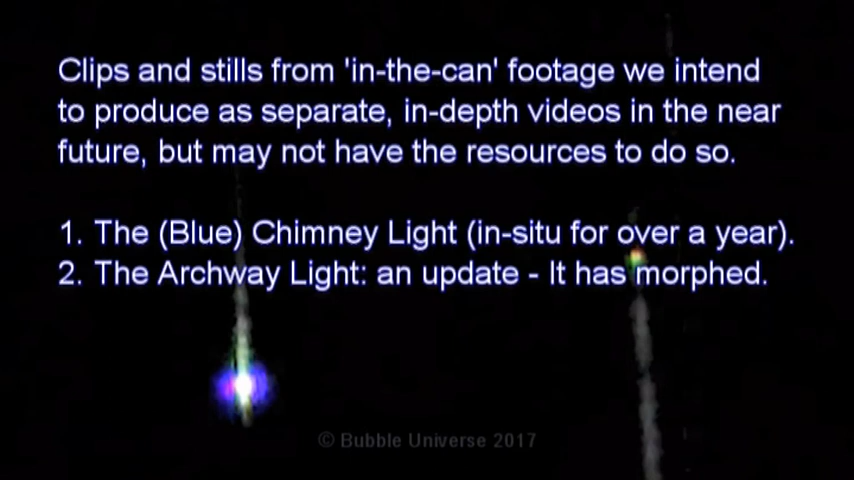 Clips and stills from 'in-the-can' footage we intend
to produce as separate, in-depth videos in the near
future, but may not have the resources to do so.
1. The (Blue) Chimney Light (in-situ for over a year).
2. The Archway Light: an update - It has morphed.
© Bubble Universe 2017